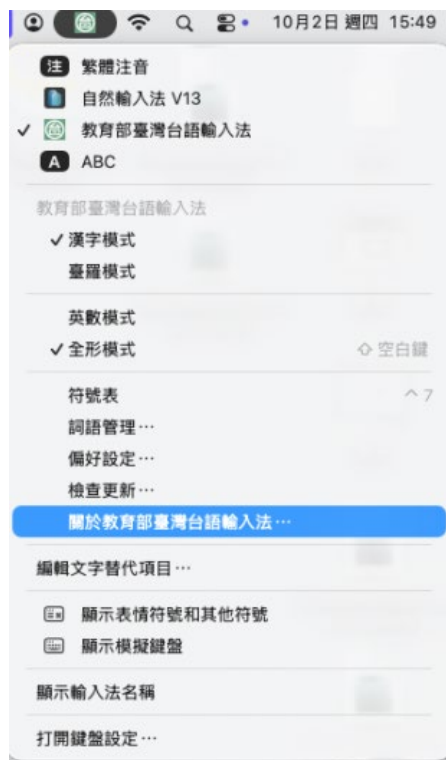 10月2日 週四 15:49
注 繁體注音
自然輸入法 V13
✓ 教育部臺灣台語輸入法
A ABC
教育部臺灣台語輸入法
✓ 漢字模式
臺羅模式
英數模式
✓ 全形模式 ⇧ 空白鍵
符號表 ^ 7
詞語管理⋯
偏好設定⋯
檢查更新⋯
關於教育部臺灣台語輸入法⋯
編輯文字替代項目⋯
顯示表情符號和其他符號
顯示模擬鍵盤
顯示輸入法名稱
打開鍵盤設定⋯